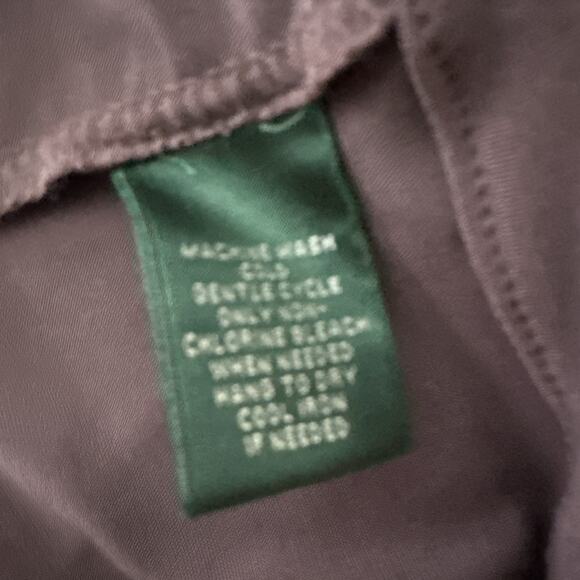 MACHINE WASH
COLD
GENTLE CYCLE
ONLY NON-
CHLORINE BLEACH
WHEN NEEDED
HANG TO DRY
COOL IRON
IF NEEDED